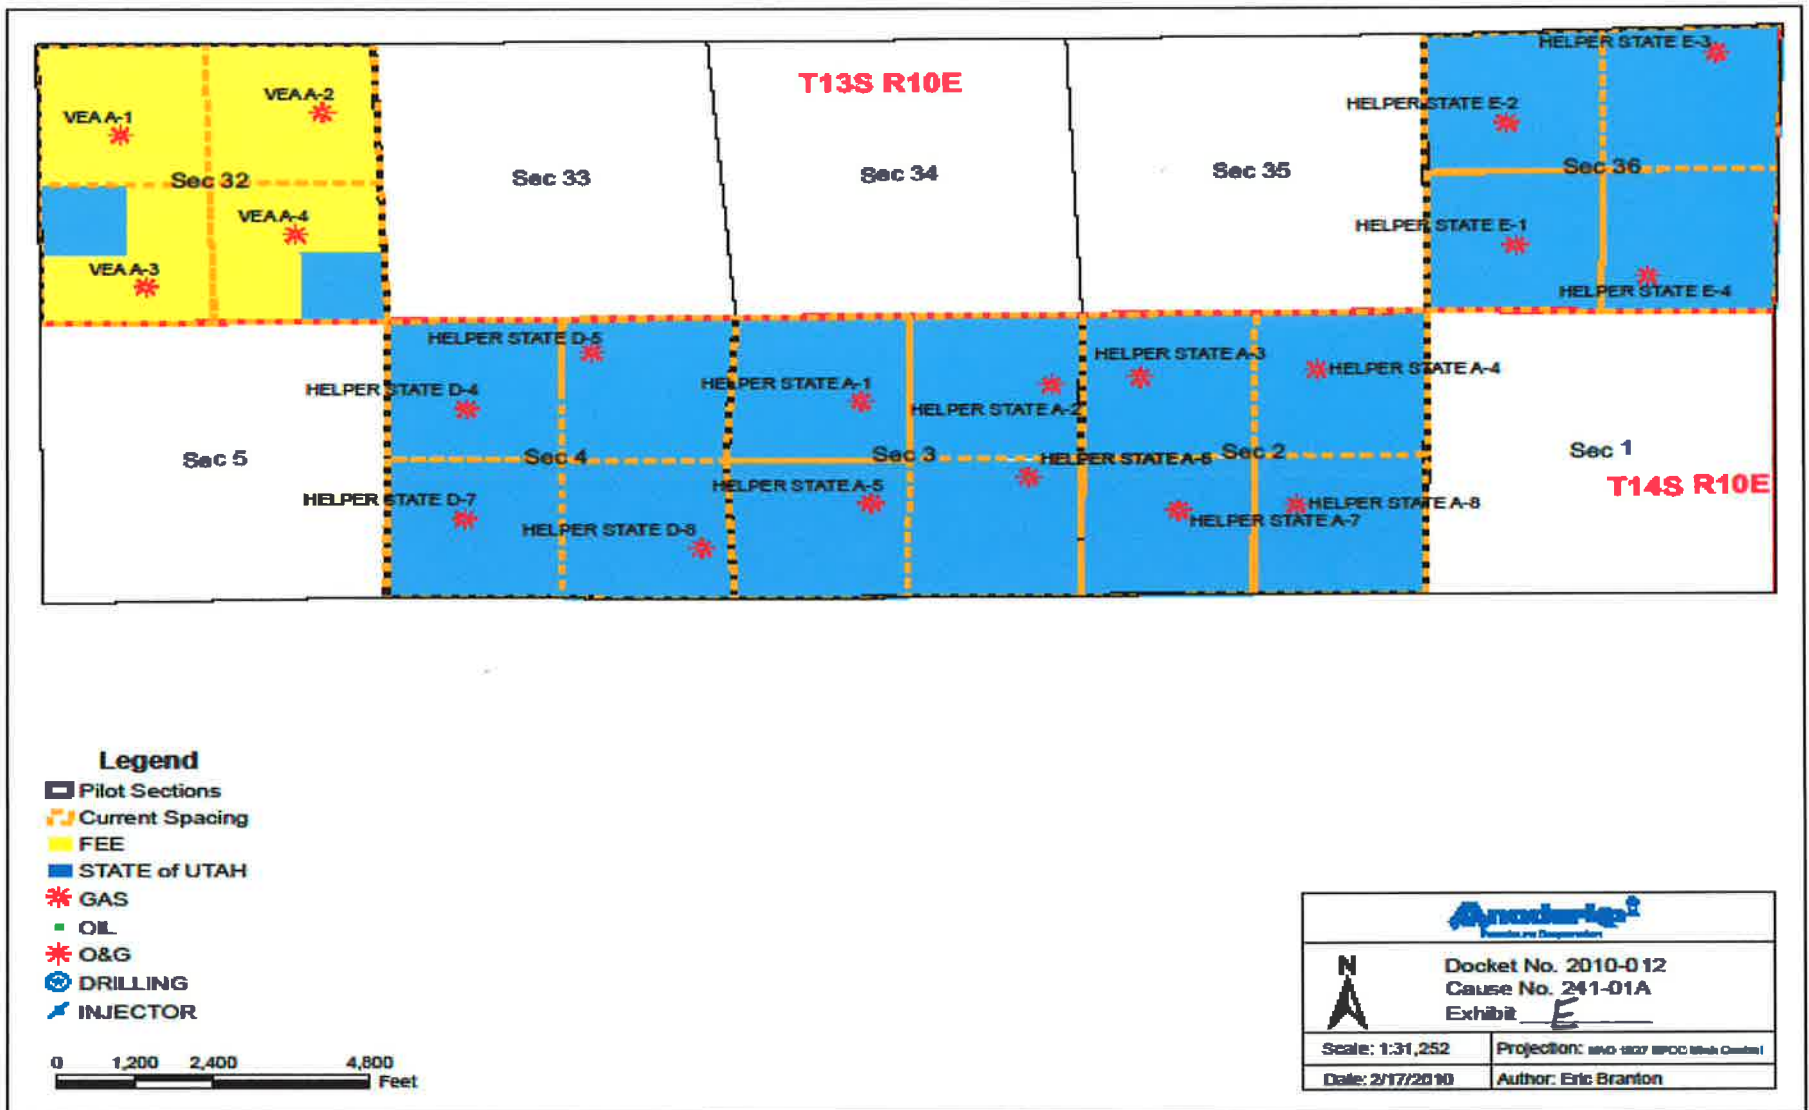 HELPER STATE E-3
T13S R10E
VEA A-2
VEA A-1
HELPER STATE E-2
Sec 32
Sec 33
Sec 34
Sec 35
Sec 36
VEA A-4
HELPER STATE E-1
VEA A-3
HELPER STATE E-4
HELPER STATE D-5
HELPER STATE A-3
HELPER STATE A-4
HELPER STATE D-4
HELPER STATE A-1
HELPER STATE A-2
Sec 5
Sec 4
Sec 3
HELPER STATE A-6
Sec 2
Sec 1
T14S R10E
HELPER STATE A-5
HELPER STATE D-7
HELPER STATE A-8
HELPER STATE D-8
HELPER STATE A-7
Legend
Pilot Sections
Current Spacing
FEE
STATE of UTAH
GAS
OIL
O&G
DRILLING
INJECTOR
0 1,200 2,400 4,800
Feet
N
Docket No. 2010-012
Cause No. 241-01A
Exhibit E
Scale: 1:31,252
Projection:
Date: 2/17/2010
Author: Eric Branton